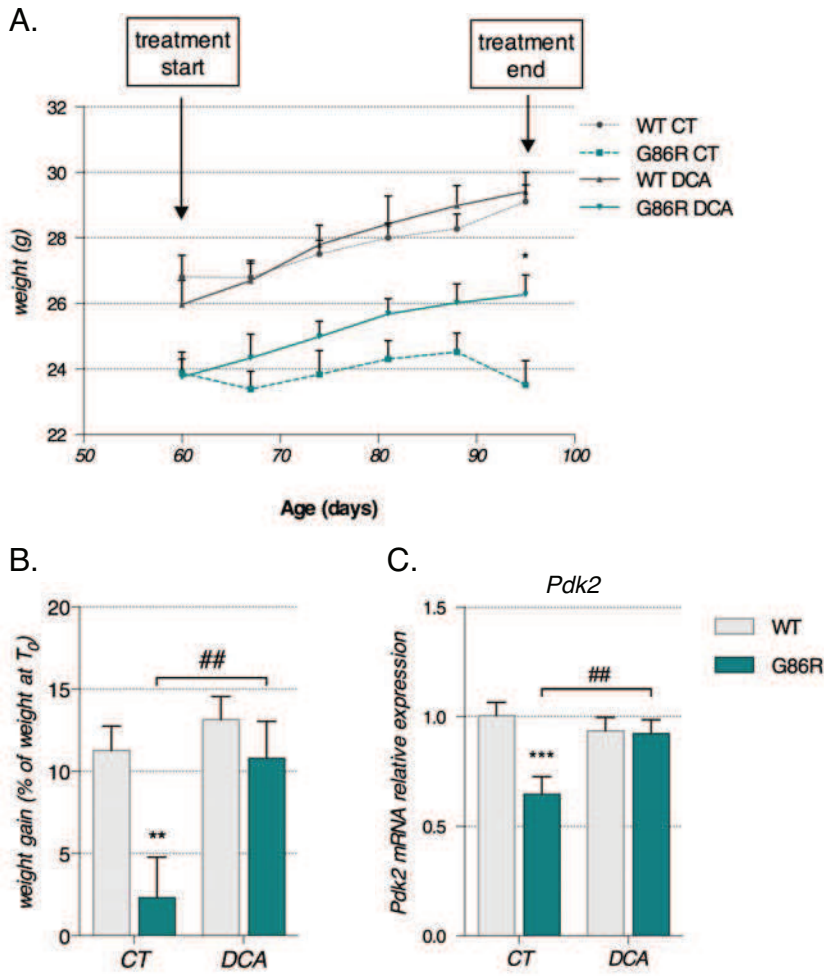 A.
treatment
start
treatment
end
WT CT
G86R CT
WT DCA
G86R DCA
32
30
28
26
24
22
weight (g)
*
50
60
70
80
90
100
Age (days)
B.
20
15
10
5
0
weight gain (% of weight at T0)
##
**
CT
DCA
C.
Pdk2
1.5
1.0
0.5
0.0
Pdk2 mRNA relative expression
##
***
CT
DCA
WT
G86R